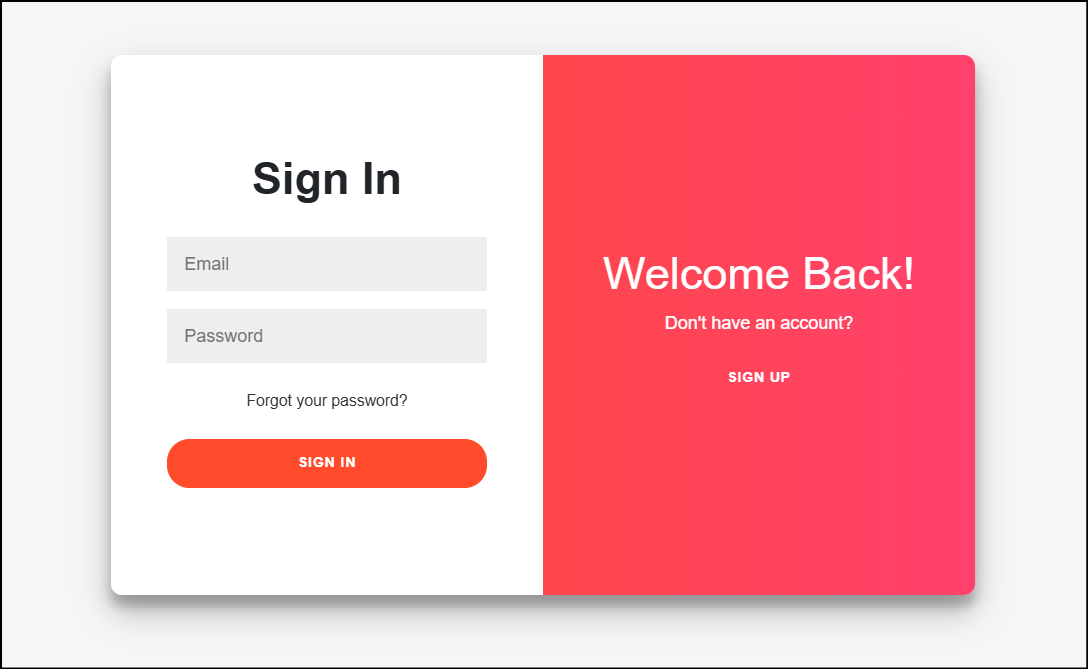 Sign In
Email
Password
Forgot your password?
SIGN IN
Welcome Back!
Don't have an account?
SIGN UP